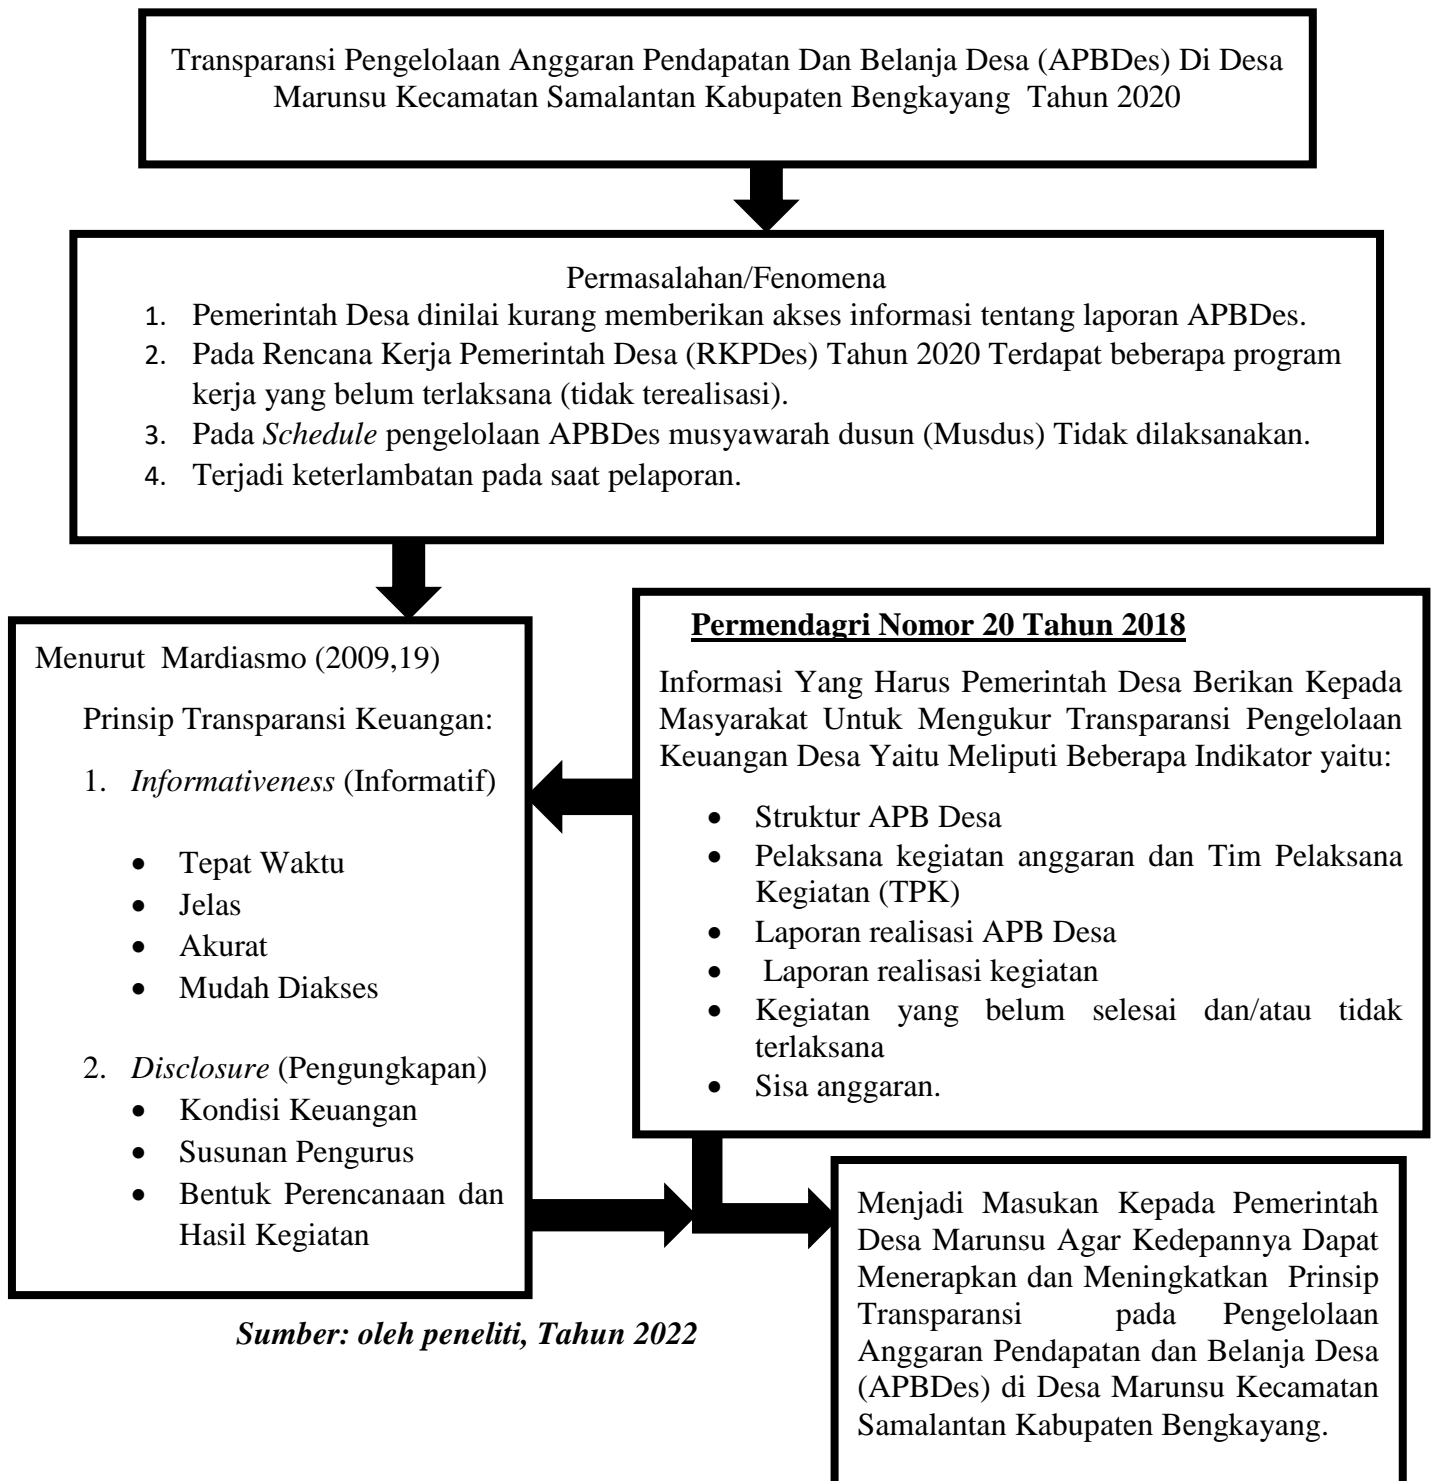 Transparansi Pengelolaan Anggaran Pendapatan Dan Belanja Desa (APBDes) Di Desa
Marunsu Kecamatan Samalantan Kabupaten Bengkayang Tahun 2020
Permasalahan/Fenomena
1. Pemerintah Desa dinilai kurang memberikan akses informasi tentang laporan APBDes.
2. Pada Rencana Kerja Pemerintah Desa (RKPDes) Tahun 2020 Terdapat beberapa program
kerja yang belum terlaksana (tidak terealisasi).
3. Pada Schedule pengelolaan APBDes musyawarah dusun (Musdus) Tidak dilaksanakan.
4. Terjadi keterlambatan pada saat pelaporan.
Menurut Mardiasmo (2009,19)
Prinsip Transparansi Keuangan:
1. Informativeness (Informatif)
• Tepat Waktu
• Jelas
• Akurat
• Mudah Diakses
2. Disclosure (Pengungkapan)
• Kondisi Keuangan
• Susunan Pengurus
• Bentuk Perencanaan dan
Hasil Kegiatan
Permendagri Nomor 20 Tahun 2018
Informasi Yang Harus Pemerintah Desa Berikan Kepada
Masyarakat Untuk Mengukur Transparansi Pengelolaan
Keuangan Desa Yaitu Meliputi Beberapa Indikator yaitu:
• Struktur APB Desa
• Pelaksana kegiatan anggaran dan Tim Pelaksana
Kegiatan (TPK)
• Laporan realisasi APB Desa
• Laporan realisasi kegiatan
• Kegiatan yang belum selesai dan/atau tidak
terlaksana
• Sisa anggaran.
Menjadi Masukan Kepada Pemerintah
Desa Marunsu Agar Kedepannya Dapat
Menerapkan dan Meningkatkan Prinsip
Transparansi pada Pengelolaan
Anggaran Pendapatan dan Belanja Desa
(APBDes) di Desa Marunsu Kecamatan
Samalantan Kabupaten Bengkayang.
Sumber: oleh peneliti, Tahun 2022